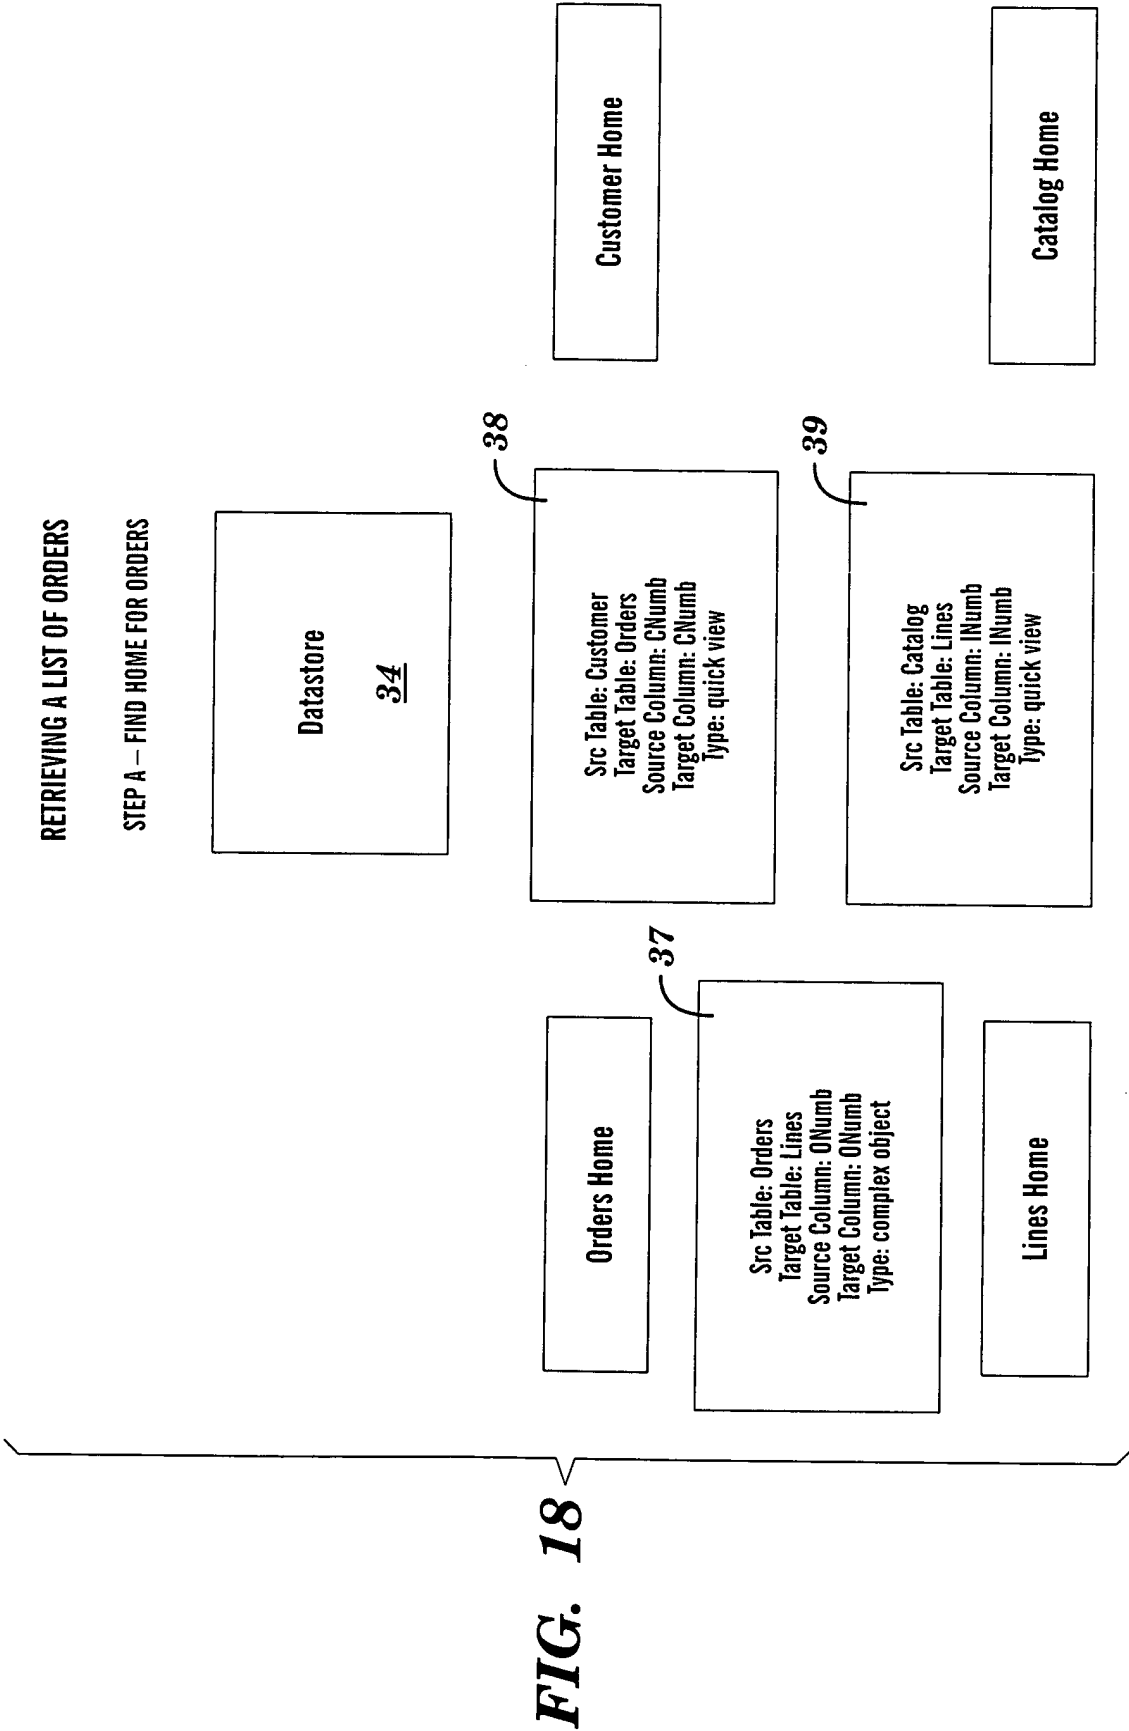 RETRIEVING A LIST OF ORDERS
STEP A – FIND HOME FOR ORDERS
Datastore
34
38
Orders Home
Src Table: Customer
Target Table: Orders
Source Column: CNumb
Target Column: CNumb
Type: quick view
Customer Home
37
Src Table: Orders
Target Table: Lines
Source Column: ONumb
Target Column: ONumb
Type: complex object
39
Src Table: Catalog
Target Table: Lines
Source Column: INumb
Target Column: INumb
Type: quick view
Lines Home
Catalog Home
FIG. 18